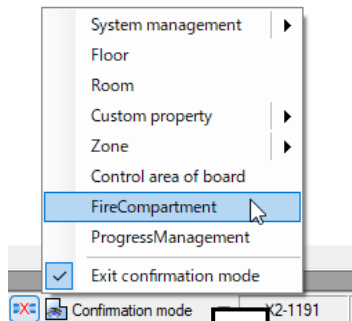 System management
Floor
Room
Custom property
Zone
Control area of board
FireCompartment
ProgressManagement
Exit confirmation mode
=X= Confirmation mode X2-1191